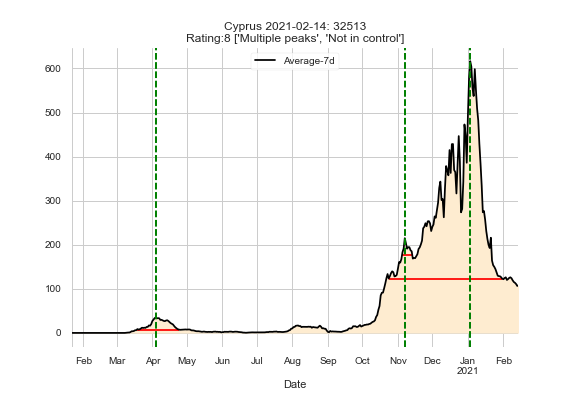 Cyprus 2021-02-14: 32513
Rating:8 ['Multiple peaks', 'Not in control']
Average-7d
600
500
400
300
200
100
0
Feb Mar Apr May Jun Jul Aug Sep Oct Nov Dec Jan Feb
2021
Date